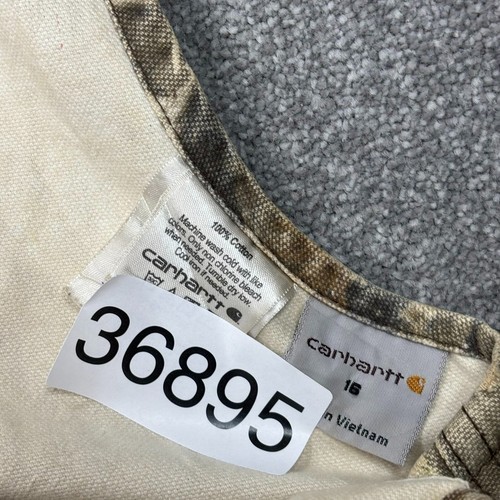 100% Cotton
Machine wash cold with like
colors. Only non chlorine bleach
when needed. Tumble dry low.
Cool iron if needed.
carhartt
36895
carhartt
16
n Vietnam